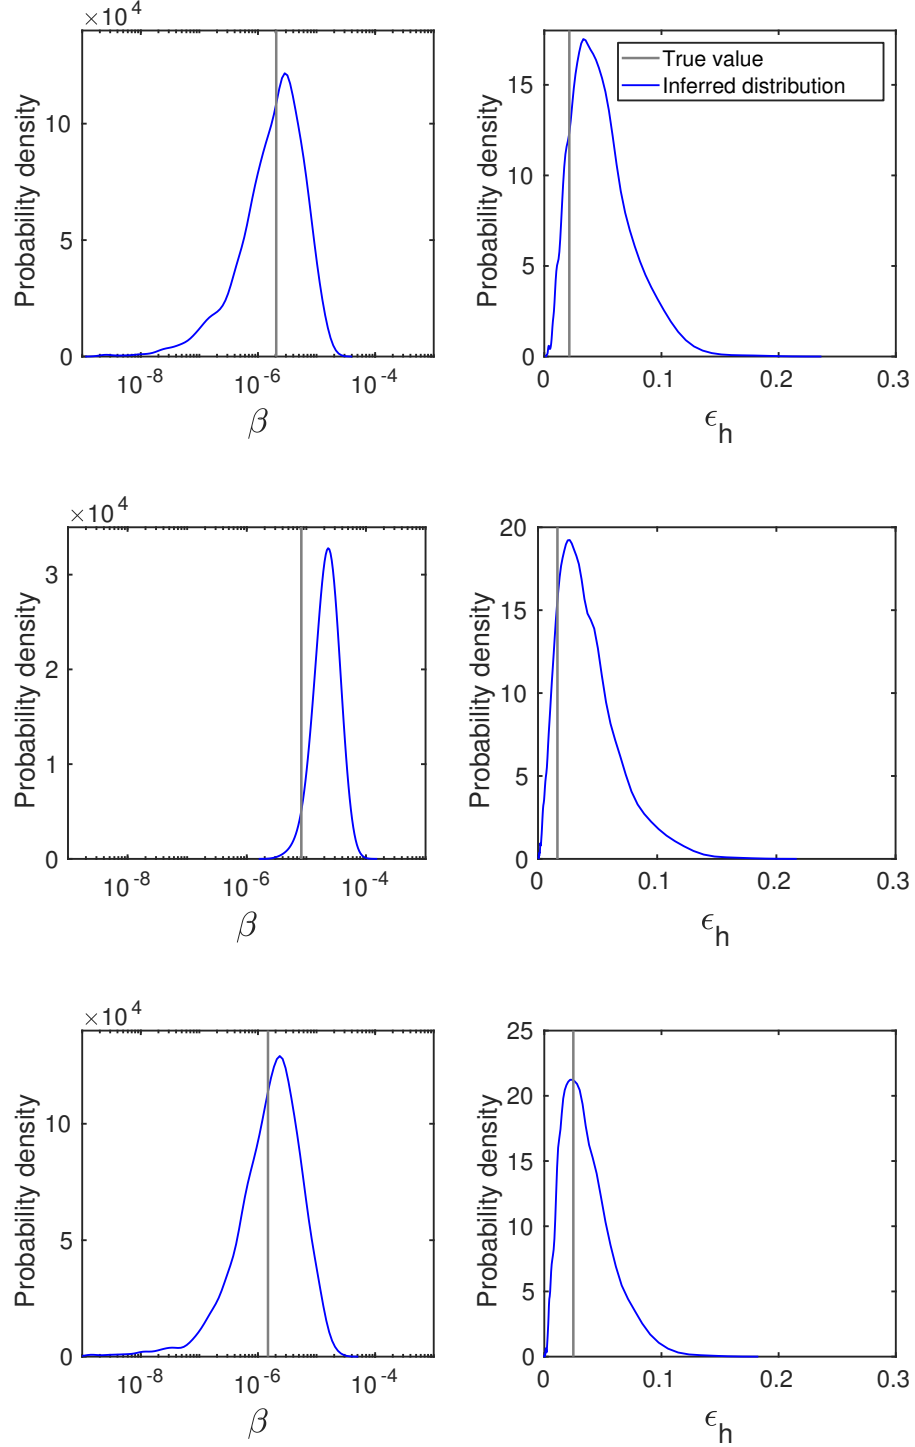 ×10^4
Probability density
10
5
0
10^-8 10^-6 10^-4
β
Probability density
15
10
5
0
0 0.1 0.2 0.3
ϵ_h
True value
Inferred distribution
×10^4
Probability density
3
2
1
0
10^-8 10^-6 10^-4
β
Probability density
20
15
10
5
0
0 0.1 0.2 0.3
ϵ_h
×10^4
Probability density
10
5
0
10^-8 10^-6 10^-4
β
Probability density
25
20
15
10
5
0
0 0.1 0.2 0.3
ϵ_h